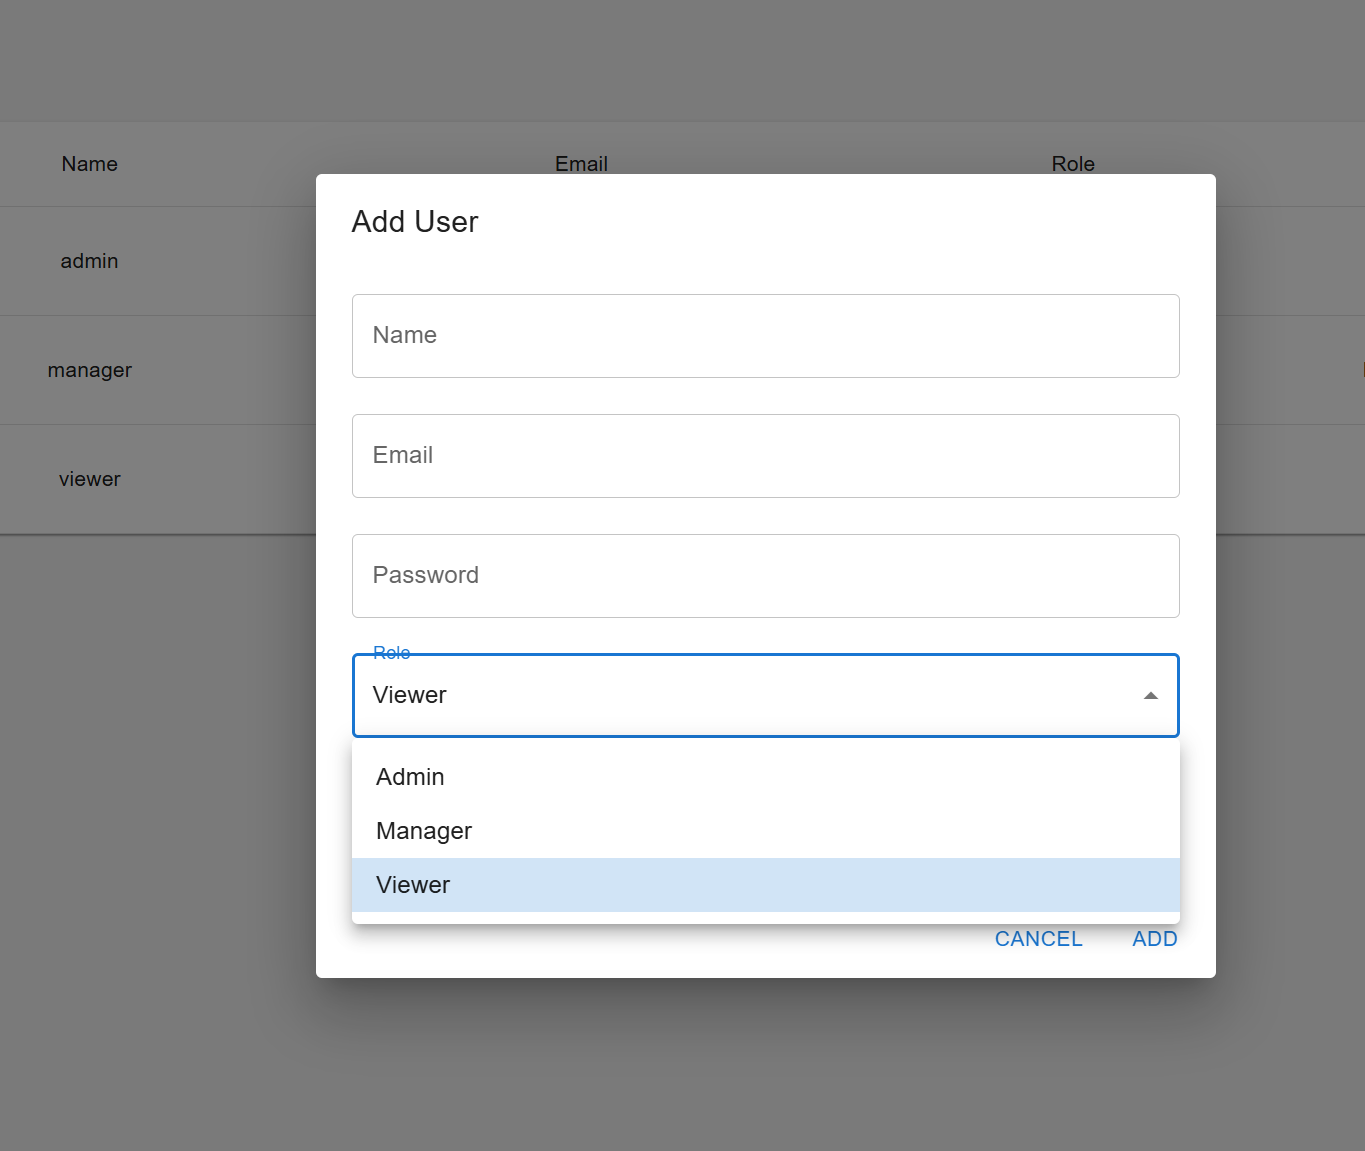 Name Email Role
Add User
admin
Name
manager
Email
viewer
Password
Role
Viewer
Admin
Manager
Viewer
CANCEL ADD